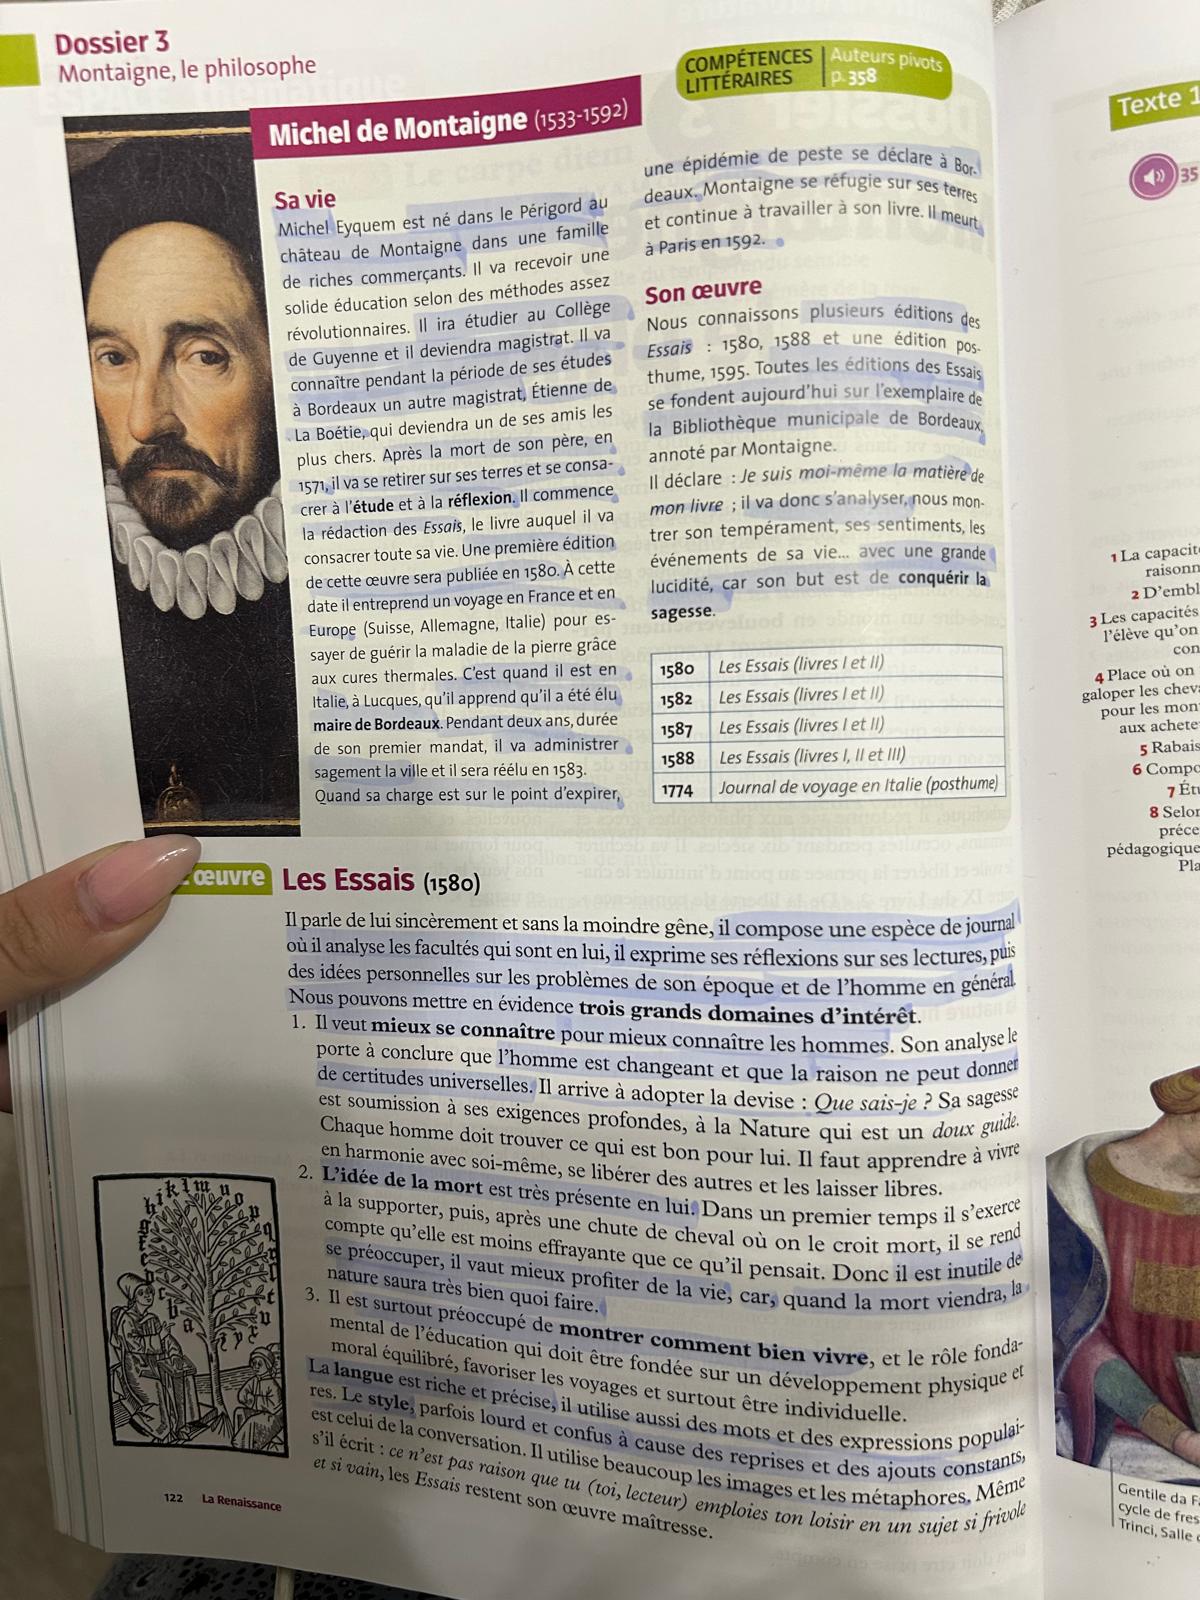 Dossier 3
Montaigne, le philosophe
COMPÉTENCES
LITTÉRAIRES
Auteurs pivots
p. 358
Michel de Montaigne (1533-1592)
Sa vie
Michel Eyquem est né dans le Périgord au
château de Montaigne dans une famille
de riches commerçants. Il va recevoir une
solide éducation selon des méthodes assez
révolutionnaires. Il ira étudier au Collège
de Guyenne et il deviendra magistrat. Il va
connaître pendant la période de ses études
à Bordeaux un autre magistrat, Étienne de
La Boétie, qui deviendra un de ses amis les
plus chers. Après la mort de son père, en
1571, il va se retirer sur ses terres et se consa-
crer à l'étude et à la réflexion. Il commence
la rédaction des Essais, le livre auquel il va
consacrer toute sa vie. Une première édition
de cette œuvre sera publiée en 1580. À cette
date il entreprend un voyage en France et en
Europe (Suisse, Allemagne, Italie) pour es-
sayer de guérir la maladie de la pierre grâce
aux cures thermales. C'est quand il est en
Italie, à Lucques, qu'il apprend qu'il a été élu
maire de Bordeaux. Pendant deux ans, durée
de son premier mandat, il va administrer
sagement la ville et il sera réélu en 1583.
Quand sa charge est sur le point d'expirer,
une épidémie de peste se déclare à Bor-
deaux. Montaigne se réfugie sur ses terres
et continue à travailler à son livre. Il meurt
à Paris en 1592.
Son œuvre
Nous connaissons plusieurs éditions des
Essais : 1580, 1588 et une édition pos-
thume, 1595. Toutes les éditions des Essais
se fondent aujourd'hui sur l'exemplaire de
la Bibliothèque municipale de Bordeaux,
annoté par Montaigne.
Il déclare : Je suis moi-même la matière de
mon livre ; il va donc s'analyser, nous mon-
trer son tempérament, ses sentiments, les
événements de sa vie... avec une grande
lucidité, car son but est de conquérir la
sagesse.
1580 Les Essais (livres I et II)
1582 Les Essais (livres I et II)
1587 Les Essais (livres I et II)
1588 Les Essais (livres I, II et III)
1774 Journal de voyage en Italie (posthume)
œuvre
Les Essais (1580)
Il parle de lui sincèrement et sans la moindre gêne, il compose une espèce de journal
où il analyse les facultés qui sont en lui, il exprime ses réflexions sur ses lectures, puis
des idées personnelles sur les problèmes de son époque et de l'homme en général.
Nous pouvons mettre en évidence trois grands domaines d'intérêt.
1. Il veut mieux se connaître pour mieux connaître les hommes. Son analyse le
porte à conclure que l'homme est changeant et que la raison ne peut donner
de certitudes universelles. Il arrive à adopter la devise : Que sais-je ? Sa sagesse
est soumission à ses exigences profondes, à la Nature qui est un doux guide.
Chaque homme doit trouver ce qui est bon pour lui. Il faut apprendre à vivre
en harmonie avec soi-même, se libérer des autres et les laisser libres.
2. L'idée de la mort est très présente en lui. Dans un premier temps il s'exerce
à la supporter, puis, après une chute de cheval où on le croit mort, il se rend
compte qu'elle est moins effrayante que ce qu'il pensait. Donc il est inutile de
se préoccuper, il vaut mieux profiter de la vie, car, quand la mort viendra, la
nature saura très bien quoi faire.
3. Il est surtout préoccupé de montrer comment bien vivre, et le rôle fonda-
mental de l'éducation qui doit être fondée sur un développement physique et
moral équilibré, favoriser les voyages et surtout être individuelle.
La langue est riche et précise, il utilise aussi des mots et des expressions populai-
res. Le style, parfois lourd et confus à cause des reprises et des ajouts constants,
est celui de la conversation. Il utilise beaucoup les images et les métaphores. Même
s'il écrit : ce n'est pas raison que tu (toi, lecteur) emploies ton loisir en un sujet si frivole
et si vain, les Essais restent son œuvre maîtresse.
122 La Renaissance
Texte 1
35
1 La capacité
raisonn
2 D'embl
3 Les capacités
l'élève qu'on
con
4 Place où on
galoper les cheva
pour les mon
aux achete
5 Rabais
6 Compo
7 Étu
8 Selon
préce
pédagogique
Pla
Gentile da Fa
cycle de fres
Trinci, Salle